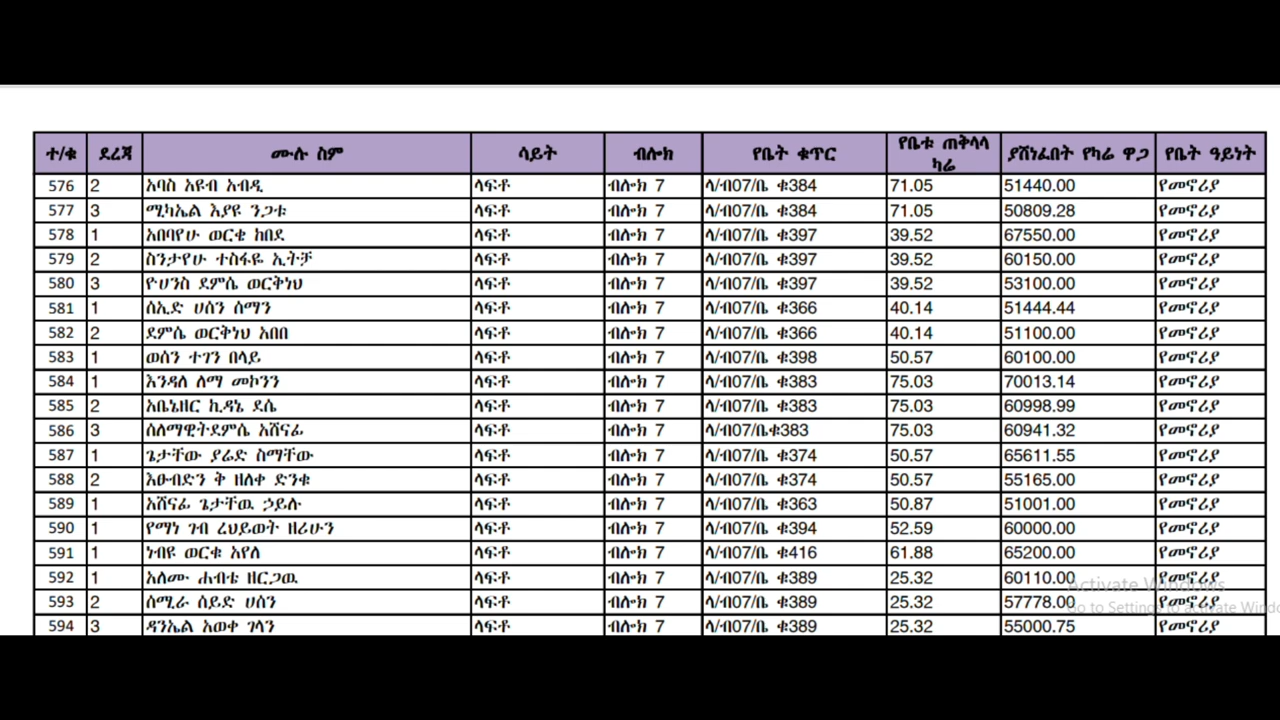 ተ/ቁ ደረጃ ሙሉ ስም ሳይት ብሎክ የቤት ቁጥር የቤቱ ጠቅላላ ካሬ ያሸነፈበት የካሬ ዋጋ የቤት ዓይነት
576 2 አባስ አዩብ አብዲ ላፍቶ ብሎክ 7 ላ/ብ07/ቤ ቁ384 71.05 51440.00 የመኖሪያ
577 3 ሚካኤል እያዩ ንጋቱ ላፍቶ ብሎክ 7 ላ/ብ07/ቤ ቁ384 71.05 50809.28 የመኖሪያ
578 1 አበባየሁ ወርቄ ከበደ ላፍቶ ብሎክ 7 ላ/ብ07/ቤ ቁ397 39.52 67550.00 የመኖሪያ
579 2 ስንታየሁ ተስፋዬ ኢትቻ ላፍቶ ብሎክ 7 ላ/ብ07/ቤ ቁ397 39.52 60150.00 የመኖሪያ
580 3 ዮሀንስ ደምሴ ወርቅነህ ላፍቶ ብሎክ 7 ላ/ብ07/ቤ ቁ397 39.52 53100.00 የመኖሪያ
581 1 ሰኢድ ሀሰን ሰማን ላፍቶ ብሎክ 7 ላ/ብ07/ቤ ቁ366 40.14 51444.44 የመኖሪያ
582 2 ደምሴ ወርቅነህ አበበ ላፍቶ ብሎክ 7 ላ/ብ07/ቤ ቁ366 40.14 51100.00 የመኖሪያ
583 1 ወሰን ተገን በላይ ላፍቶ ብሎክ 7 ላ/ብ07/ቤ ቁ398 50.57 60100.00 የመኖሪያ
584 1 እንዳለ ለማ መኮንን ላፍቶ ብሎክ 7 ላ/ብ07/ቤ ቁ383 75.03 70013.14 የመኖሪያ
585 2 አቤኔዘር ኪዳኔ ደሴ ላፍቶ ብሎክ 7 ላ/ብ07/ቤ ቁ383 75.03 60998.99 የመኖሪያ
586 3 ሰለማዊትደምሴ አሸናፊ ላፍቶ ብሎክ 7 ላ/ብ07/ቤቁ383 75.03 60941.32 የመኖሪያ
587 1 ጌታቸው ያሬድ ስማቸው ላፍቶ ብሎክ 7 ላ/ብ07/ቤ ቁ374 50.57 65611.55 የመኖሪያ
588 2 እፁብድን ቅ ዘለቀ ድንቁ ላፍቶ ብሎክ 7 ላ/ብ07/ቤ ቁ374 50.57 55165.00 የመኖሪያ
589 1 አሸናፊ ጌታቸዉ ኃይሉ ላፍቶ ብሎክ 7 ላ/ብ07/ቤ ቁ363 50.87 51001.00 የመኖሪያ
590 1 የማነ ገብ ረህይወት ዘሪሁን ላፍቶ ብሎክ 7 ላ/ብ07/ቤ ቁ394 52.59 60000.00 የመኖሪያ
591 1 ነብዩ ወርቁ አየለ ላፍቶ ብሎክ 7 ላ/ብ07/ቤ ቁ416 61.88 65200.00 የመኖሪያ
592 1 አለሙ ሐብቴ ዘርጋዉ ላፍቶ ብሎክ 7 ላ/ብ07/ቤ ቁ389 25.32 60110.00 የመኖሪያ
Activate Windows
593 2 ሰሚራ ሰይድ ሀሰን ላፍቶ ብሎክ 7 ላ/ብ07/ቤ ቁ389 25.32 57778.00 የመኖሪያ
Go to Settings to activate Windo
594 3 ዳንኤል አወቀ ገላን ላፍቶ ብሎክ 7 ላ/ብ07/ቤ ቁ389 25.32 55000.75 የመኖሪያ